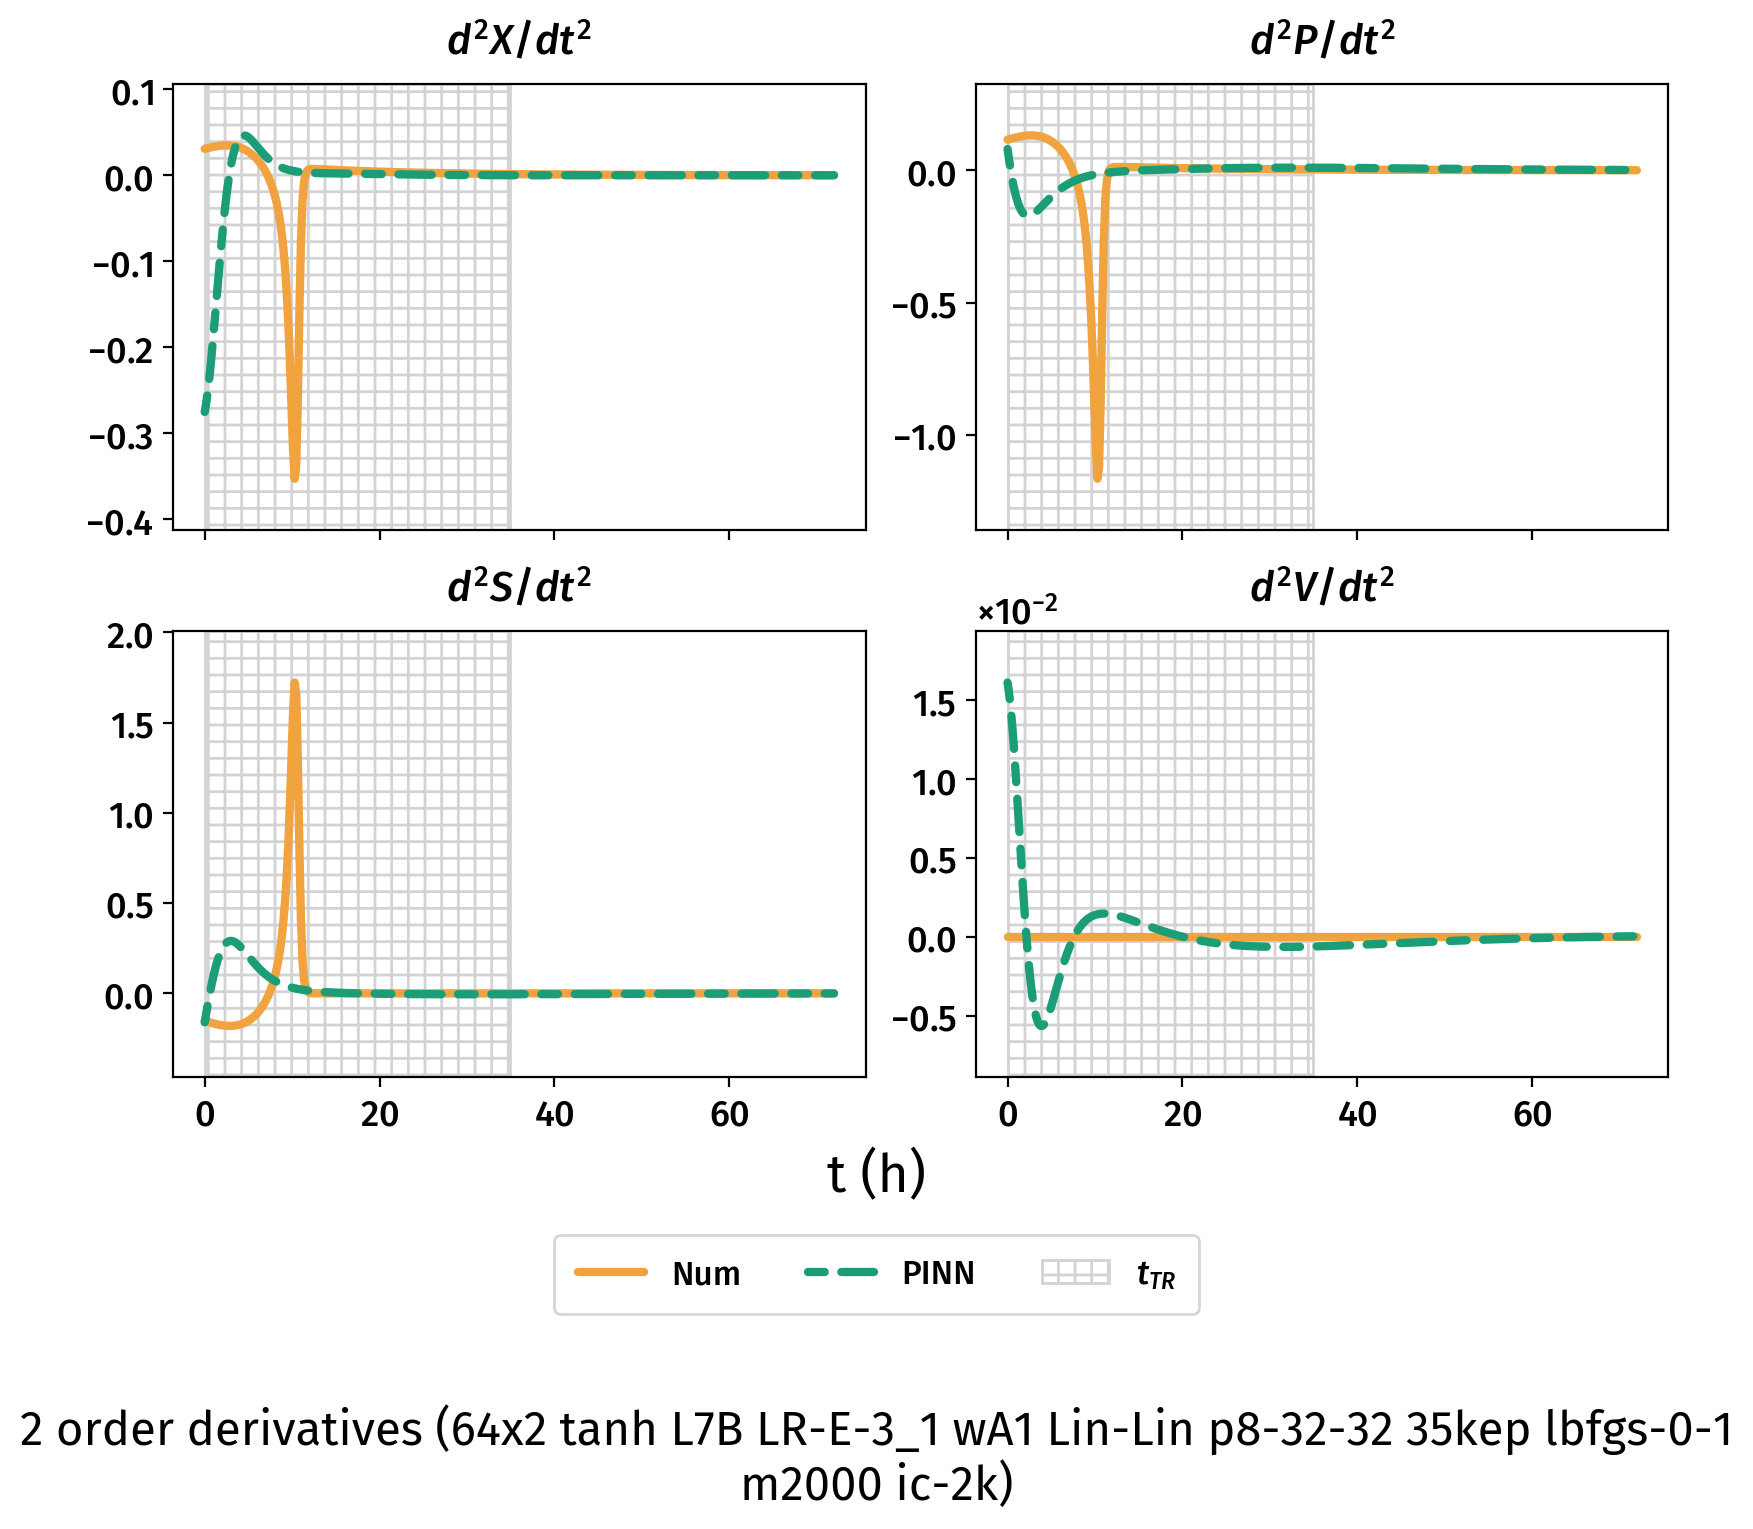 d²X/dt²
d²P/dt²
0.1
0.0
−0.1
−0.2
−0.3
−0.4
0.0
−0.5
−1.0
d²S/dt²
d²V/dt²
×10⁻²
2.0
1.5
1.0
0.5
0.0
1.5
1.0
0.5
0.0
−0.5
0 20 40 60
0 20 40 60
t (h)
Num PINN t_TR
2 order derivatives (64x2 tanh L7B LR-E-3_1 wA1 Lin-Lin p8-32-32 35kep lbfgs-0-1
m2000 ic-2k)